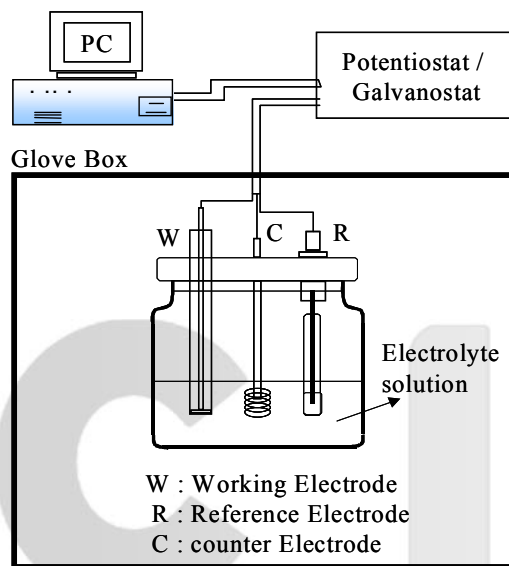 PC
Potentiostat /
Galvanostat
Glove Box
W
C
R
Electrolyte
solution
W : Working Electrode
R : Reference Electrode
C : counter Electrode